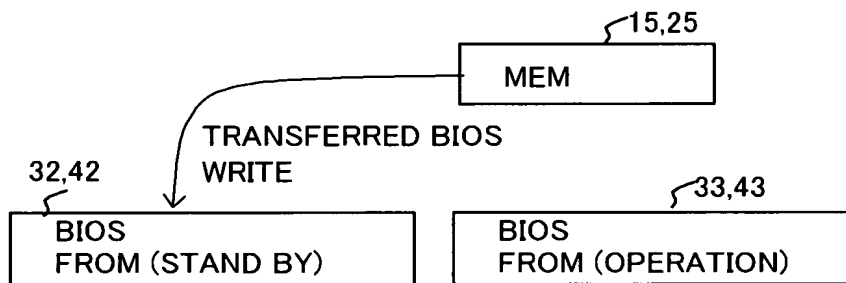 15,25
MEM
TRANSFERRED BIOS
WRITE
32,42
33,43
BIOS
FROM (STAND BY)
BIOS
FROM (OPERATION)